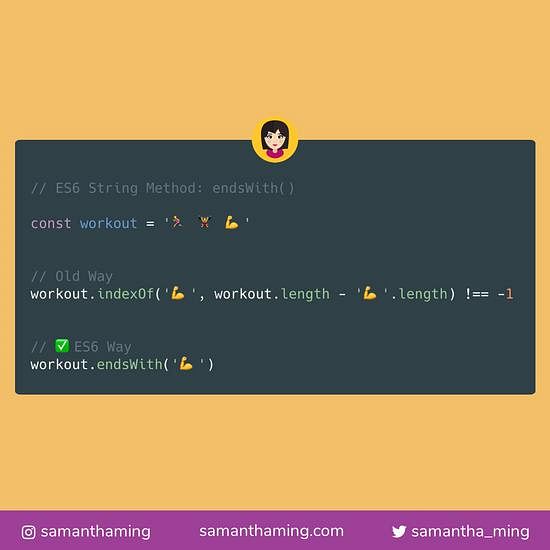 // ES6 String Method: endsWith()
const workout = '🏃 🏋 💪 '
// Old Way
workout.indexOf('💪 ', workout.length - '💪 '.length) !== -1
// ✅ ES6 Way
workout.endsWith('💪 ')
samanthaming samanthaming.com samantha_ming